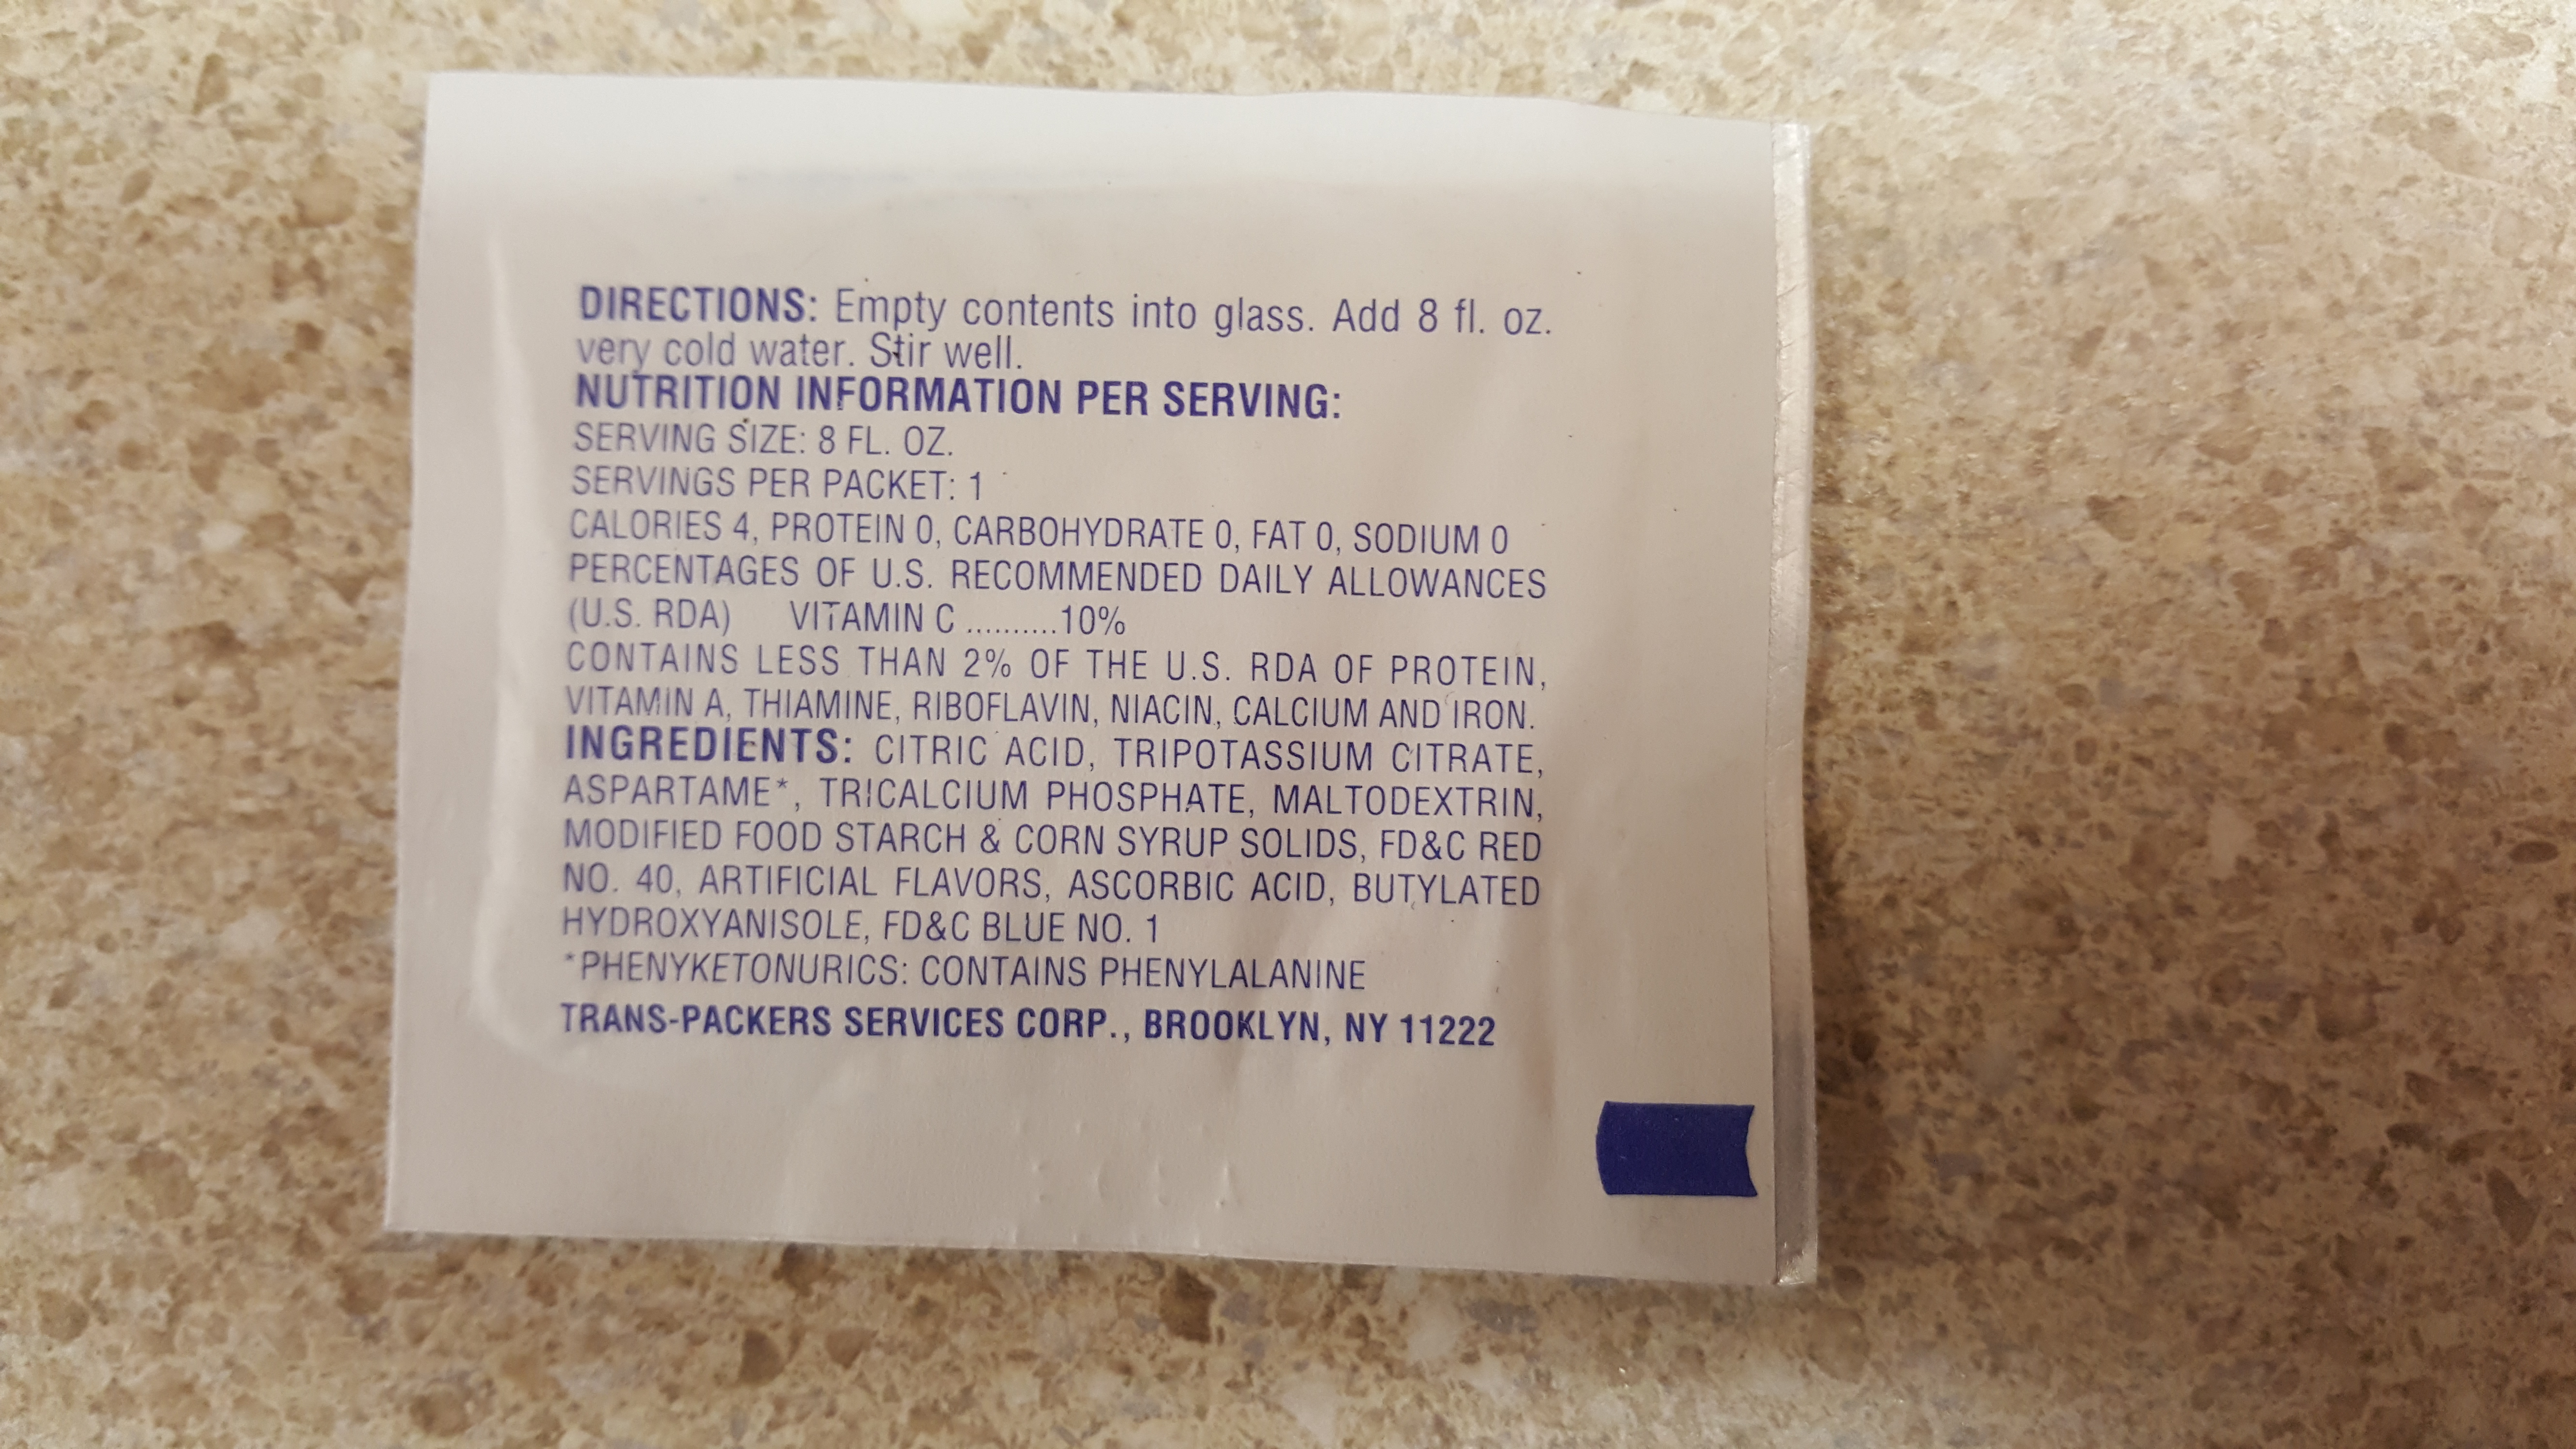 DIRECTIONS: Empty contents into glass. Add 8 fl. oz.
very cold water. Stir well.
NUTRITION INFORMATION PER SERVING:
SERVING SIZE: 8 FL. OZ.
SERVINGS PER PACKET: 1
CALORIES 4, PROTEIN 0, CARBOHYDRATE 0, FAT 0, SODIUM 0
PERCENTAGES OF U.S. RECOMMENDED DAILY ALLOWANCES
(U.S. RDA) VITAMIN C ..........10%
CONTAINS LESS THAN 2% OF THE U.S. RDA OF PROTEIN,
VITAMIN A, THIAMINE, RIBOFLAVIN, NIACIN, CALCIUM AND IRON.
INGREDIENTS: CITRIC ACID, TRIPOTASSIUM CITRATE,
ASPARTAME*, TRICALCIUM PHOSPHATE, MALTODEXTRIN,
MODIFIED FOOD STARCH & CORN SYRUP SOLIDS, FD&C RED
NO. 40, ARTIFICIAL FLAVORS, ASCORBIC ACID, BUTYLATED
HYDROXYANISOLE, FD&C BLUE NO. 1
*PHENYKETONURICS: CONTAINS PHENYLALANINE
TRANS-PACKERS SERVICES CORP., BROOKLYN, NY 11222